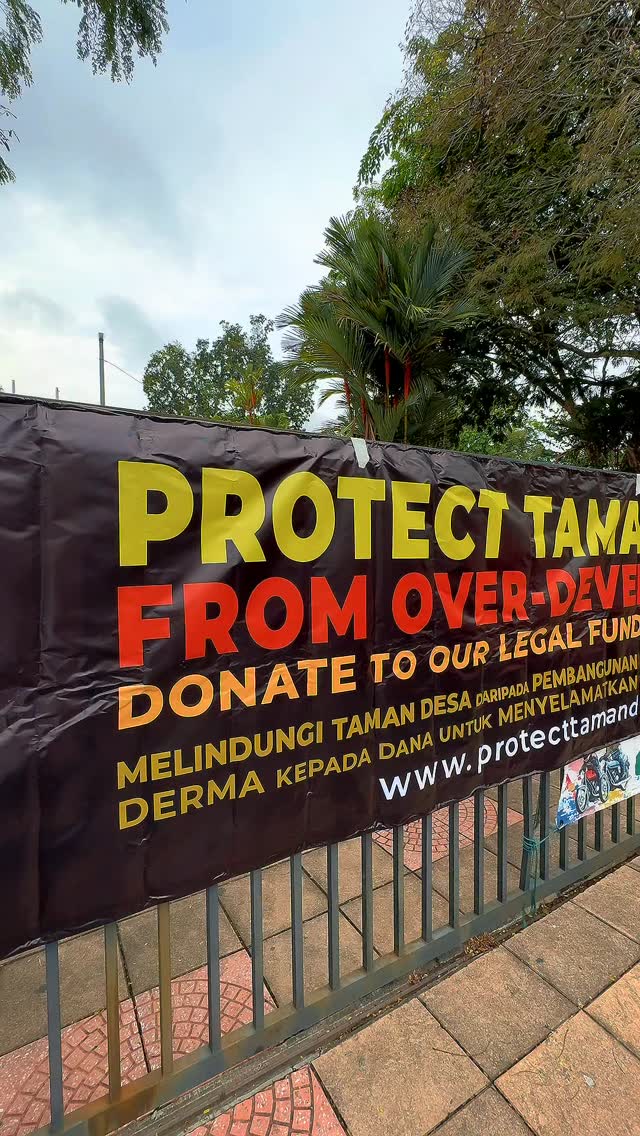 PROTECT TAMA
FROM OVER-DEVE
DONATE TO OUR LEGAL FUND
MELINDUNGI TAMAN DESA DARIPADA PEMBANGUNAN
DERMA KEPADA DANA UNTUK MENYELAMATKAN
www.protecttamand